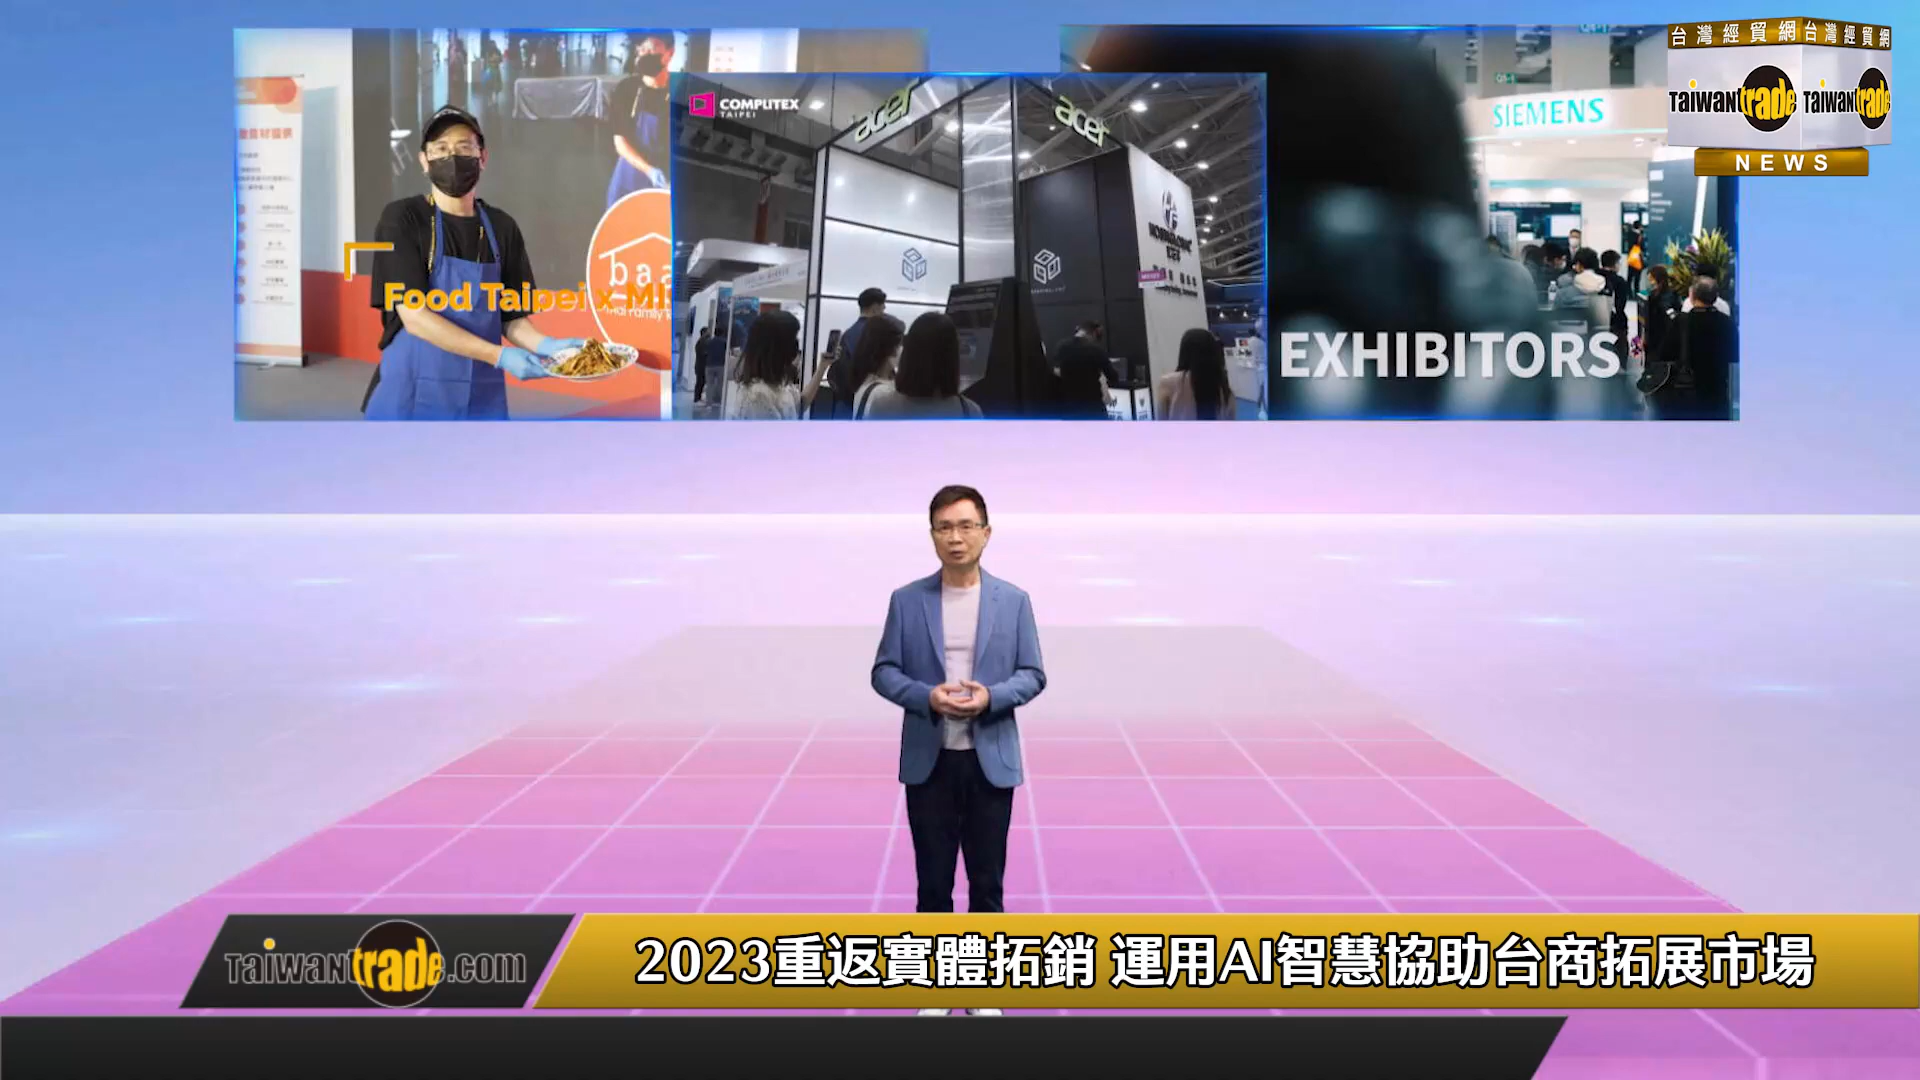 台灣經貿網 台灣經貿網
Taiwantrade Taiwantrade
NEWS
COMPUTEX
TAIPEI
acer
acer
SIEMENS
Food Taipei x MI
baa
EXHIBITORS
Taiwantrade.com
2023重返實體拓銷 運用AI智慧協助台商拓展市場